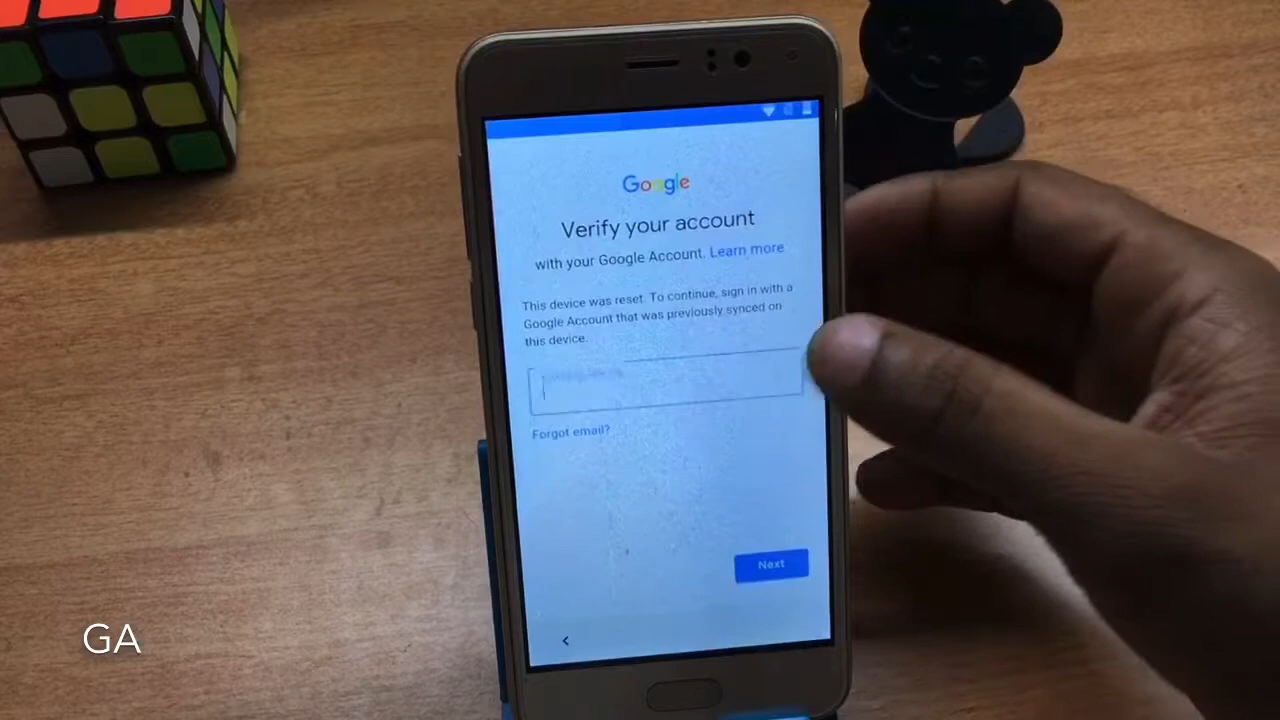 Google
Verify your account
with your Google Account. Learn more
This device was reset. To continue, sign in with a
Google Account that was previously synced on
this device.
Forgot email?
Next
GA